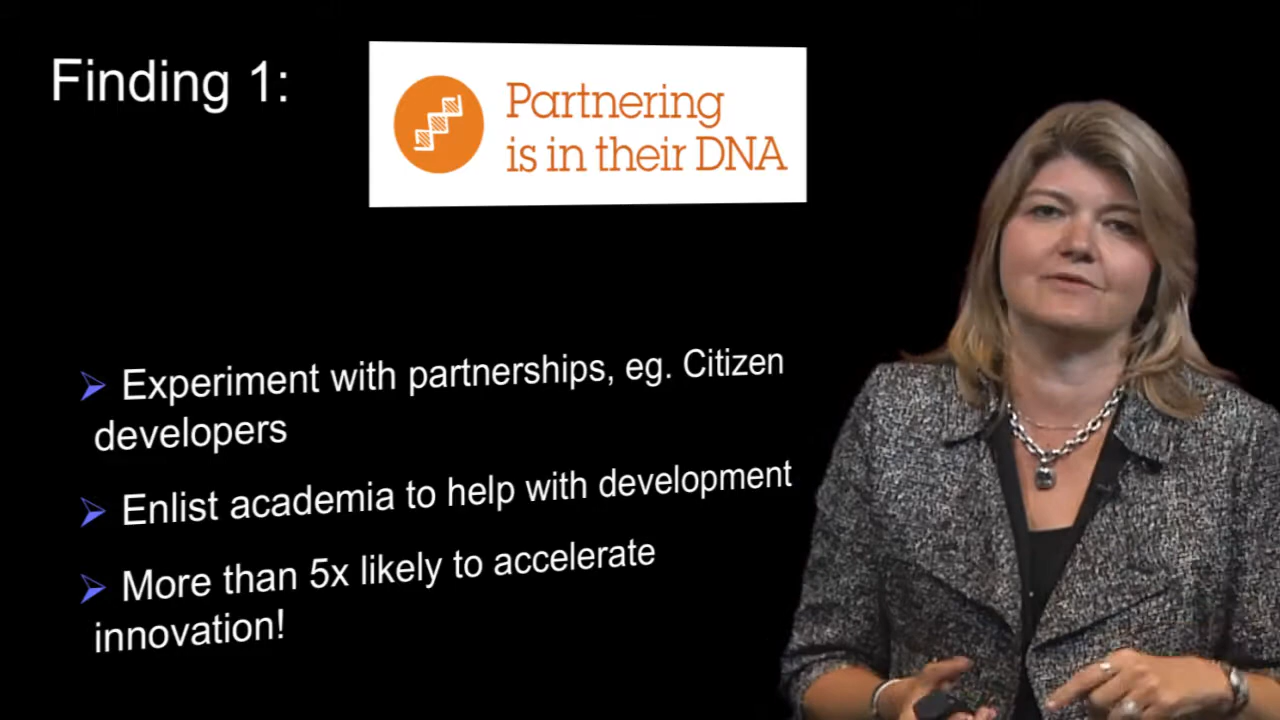 Finding 1:
Partnering
is in their DNA
Experiment with partnerships, eg. Citizen
developers
Enlist academia to help with development
More than 5x likely to accelerate
innovation!